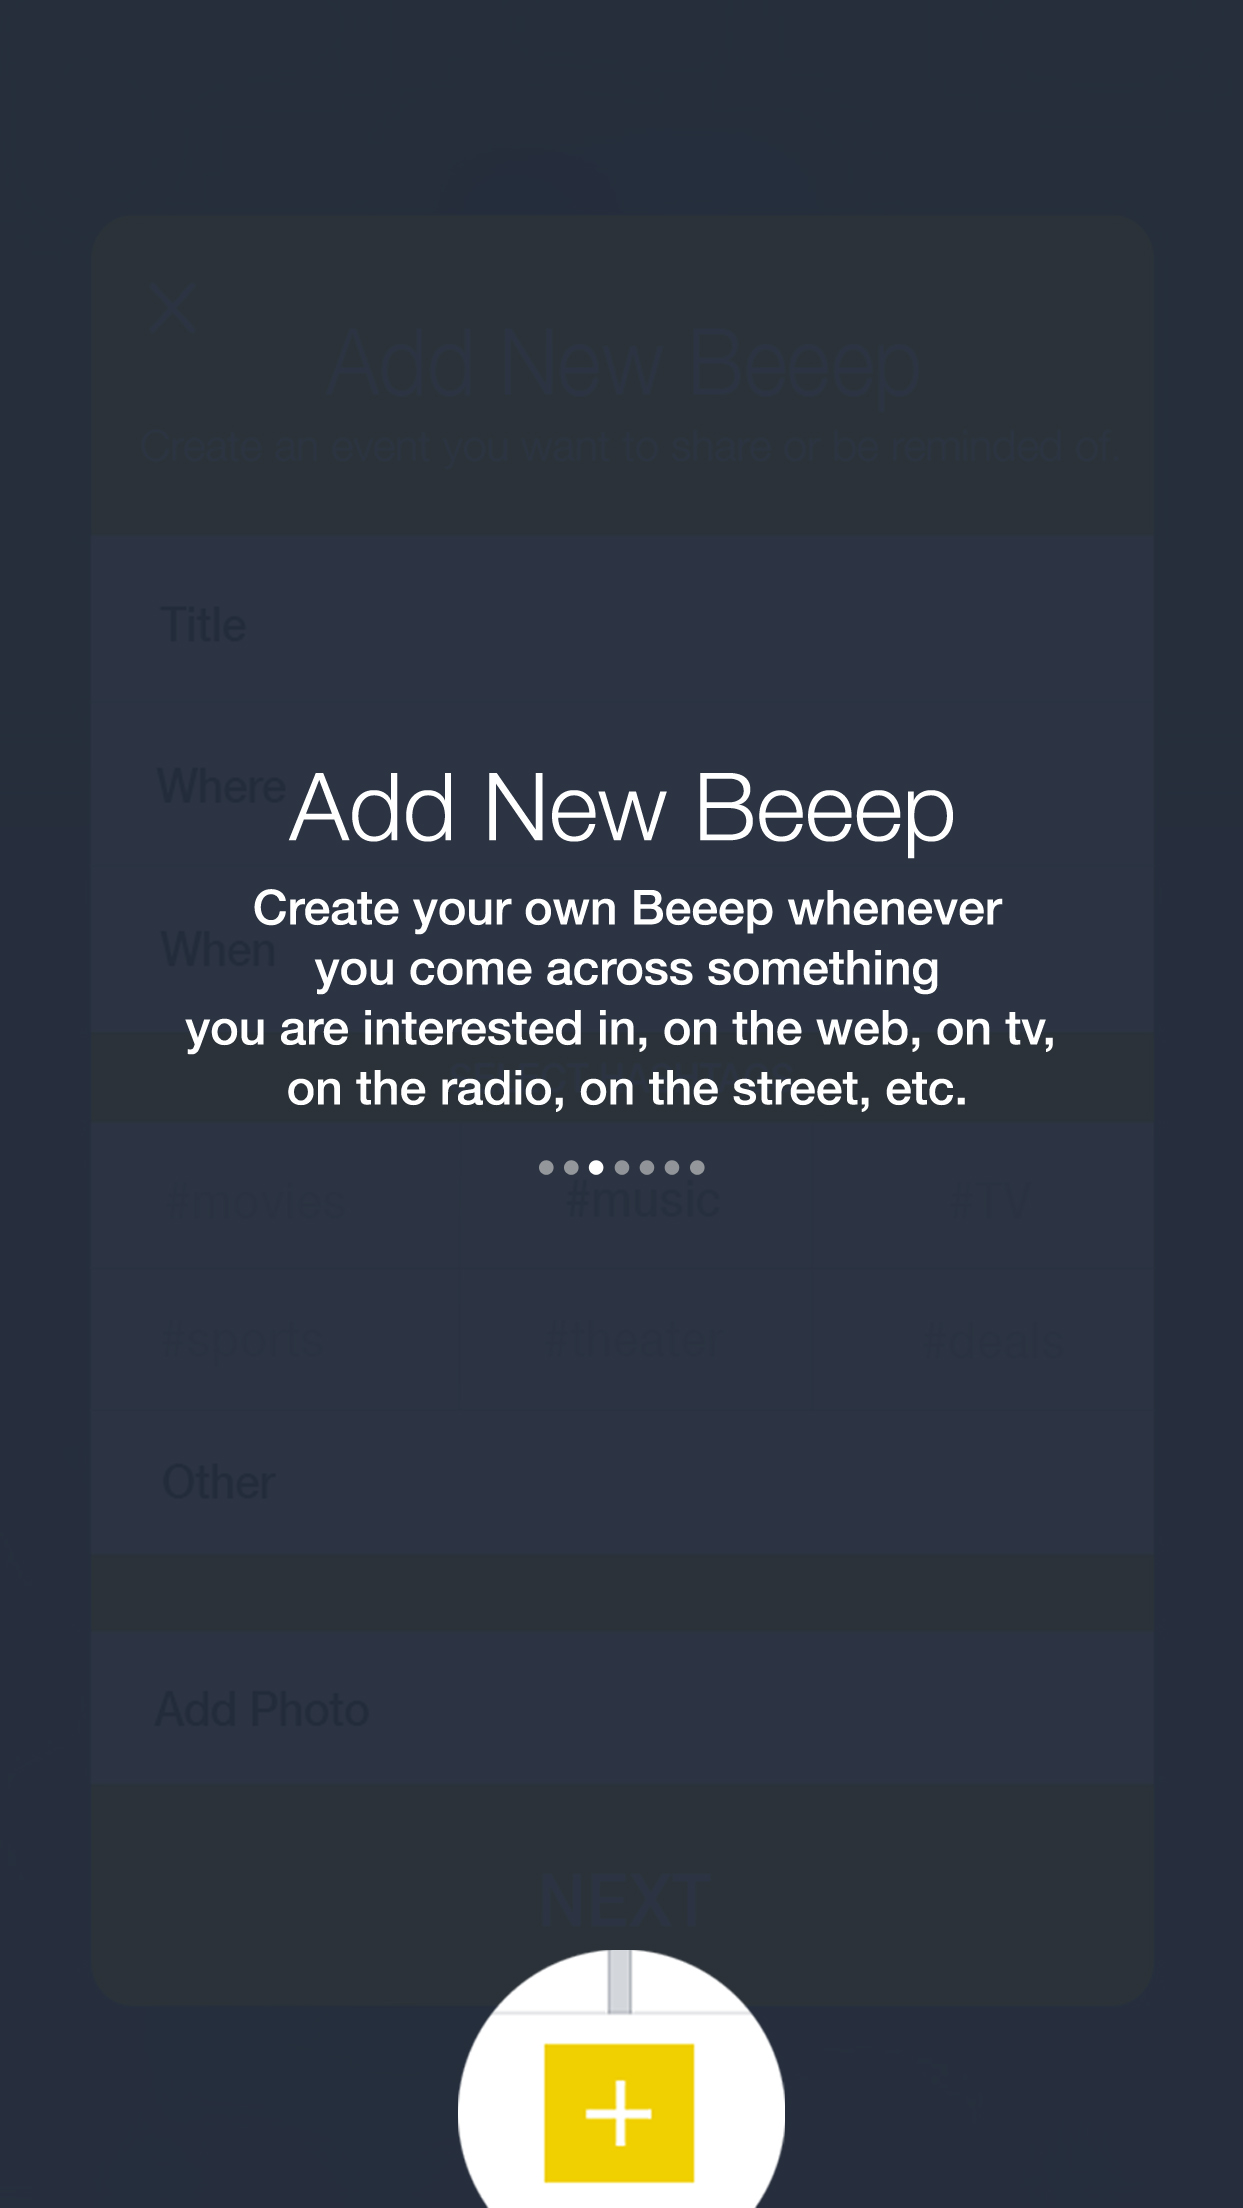 X
Add New Beeep
Create an event you want to share or be reminded of.
Title
Where
Add New Beeep
Create your own Beeep whenever
When
you come across something
you are interested in, on the web, on tv,
on the radio, on the street, etc.
#movies #music #TV
#sports #theater #deals
Other
Add Photo
NEXT
+